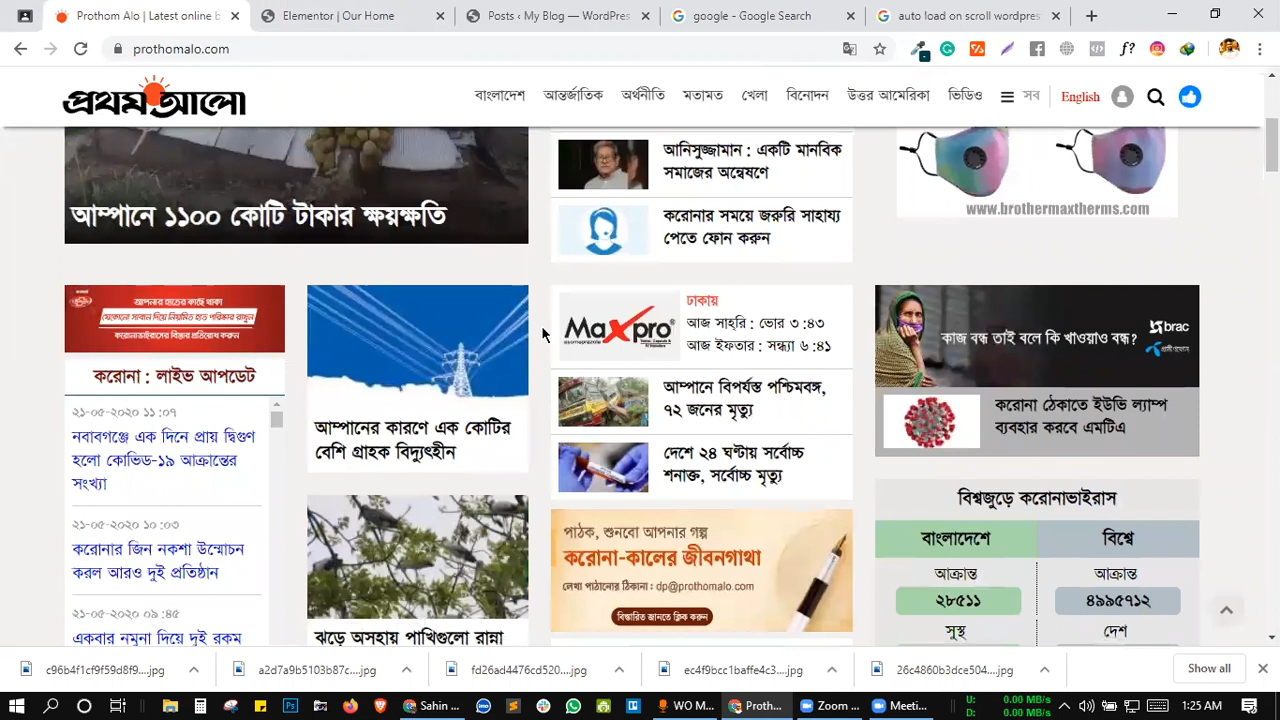 Prothom Alo | Latest online b
Elementor | Our Home
Posts ‹ My Blog — WordPres
google - Google Search
auto load on scroll wordpres
prothomalo.com
প্রথম আলো
বাংলাদেশ
আন্তর্জাতিক
অর্থনীতি
মতামত
খেলা
বিনোদন
উত্তর আমেরিকা
ভিডিও
সব
English
আম্পানে ১১০০ কোটি টাকার ক্ষয়ক্ষতি
আনিসুজ্জামান : একটি মানবিক
সমাজের অন্বেষণে
করোনার সময়ে জরুরি সাহায্য
পেতে ফোন করুন
www.brothermaxtherms.com
আপনার হাতের কাছে থাকা
যেকোনো সাবান দিয়ে নিয়মিত হাত পরিষ্কার রাখুন
করোনাভাইরাসের বিস্তার প্রতিরোধ করুন
করোনা : লাইভ আপডেট
২১-০৫-২০২০ ১১ :০৭
নবাবগঞ্জে এক দিনে প্রায় দ্বিগুণ
হলো কোভিড-১৯ আক্রান্তের
সংখ্যা
২১-০৫-২০২০ ১০ :০৩
করোনার জিন নকশা উন্মোচন
করল আরও দুই প্রতিষ্ঠান
২১-০৫-২০২০ ০৯ :৪৫
একবার নমুনা দিয়ে দুই রকম
আম্পানের কারণে এক কোটির
বেশি গ্রাহক বিদ্যুৎহীন
ঝড়ে অসহায় পাখিগুলো রান্না
Maxpro
ঢাকায়
আজ সাহরি : ভোর ৩ :৪৩
আজ ইফতার : সন্ধ্যা ৬ :৪১
আম্পানে বিপর্যস্ত পশ্চিমবঙ্গ,
৭২ জনের মৃত্যু
দেশে ২৪ ঘণ্টায় সর্বোচ্চ
শনাক্ত, সর্বোচ্চ মৃত্যু
পাঠক, শুনবো আপনার গল্প
করোনা-কালের জীবনগাথা
লেখা পাঠানোর ঠিকানা : dp@prothomalo.com
বিস্তারিত জানতে ক্লিক করুন
কাজ বন্ধ তাই বলে কি খাওয়াও বন্ধ?
brac
গ্রামীণফোন
করোনা ঠেকাতে ইউভি ল্যাম্প
ব্যবহার করবে এমটিএ
বিশ্বজুড়ে করোনাভাইরাস
বাংলাদেশে
বিশ্বে
আক্রান্ত
আক্রান্ত
২৮৫১১
৪৯৯৫৭১২
সুস্থ
দেশ
c96b4f1cf9f59d8f9....jpg
a2d7a9b5103b87c....jpg
fd26ad4476cd520....jpg
ec4f9bcc1baffe4c3....jpg
26c4860b3dce504....jpg
Show all
Sahin ...
WO M...
Proth...
Zoom ...
Meeti...
U: 0.00 MB/s
D: 0.00 MB/s
1:25 AM